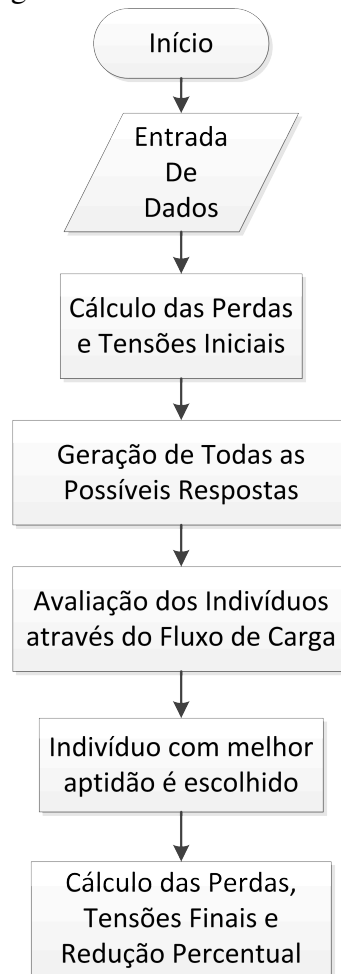 Início
Entrada
De
Dados
Cálculo das Perdas
e Tensões Iniciais
Geração de Todas as
Possíveis Respostas
Avaliação dos Indivíduos
através do Fluxo de Carga
Indivíduo com melhor
aptidão é escolhido
Cálculo das Perdas,
Tensões Finais e
Redução Percentual